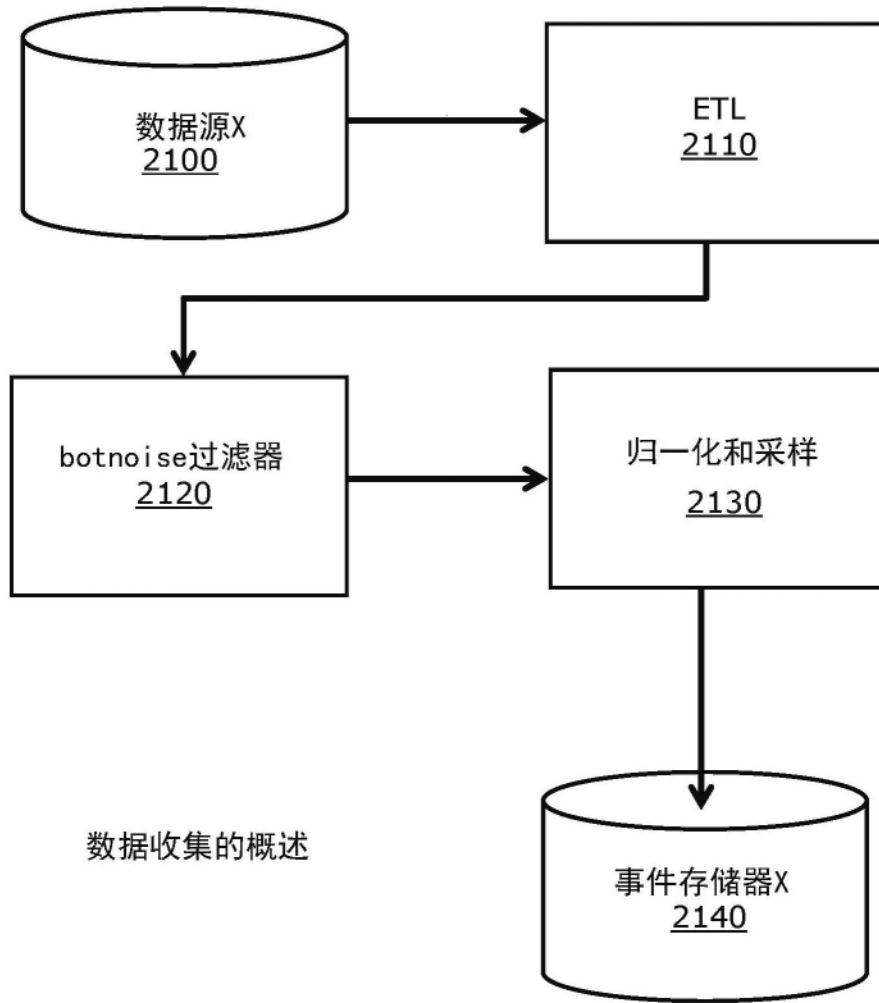 数据源X
2100
ETL
2110
botnoise过滤器
2120
归一化和采样
2130
数据收集的概述
事件存储器X
2140